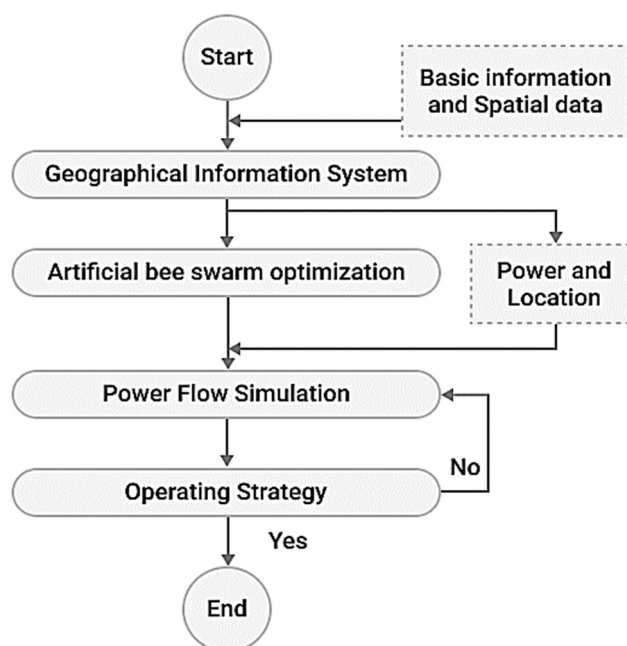 Start
Basic information
and Spatial data
Geographical Information System
Artificial bee swarm optimization
Power and
Location
Power Flow Simulation
No
Operating Strategy
Yes
End